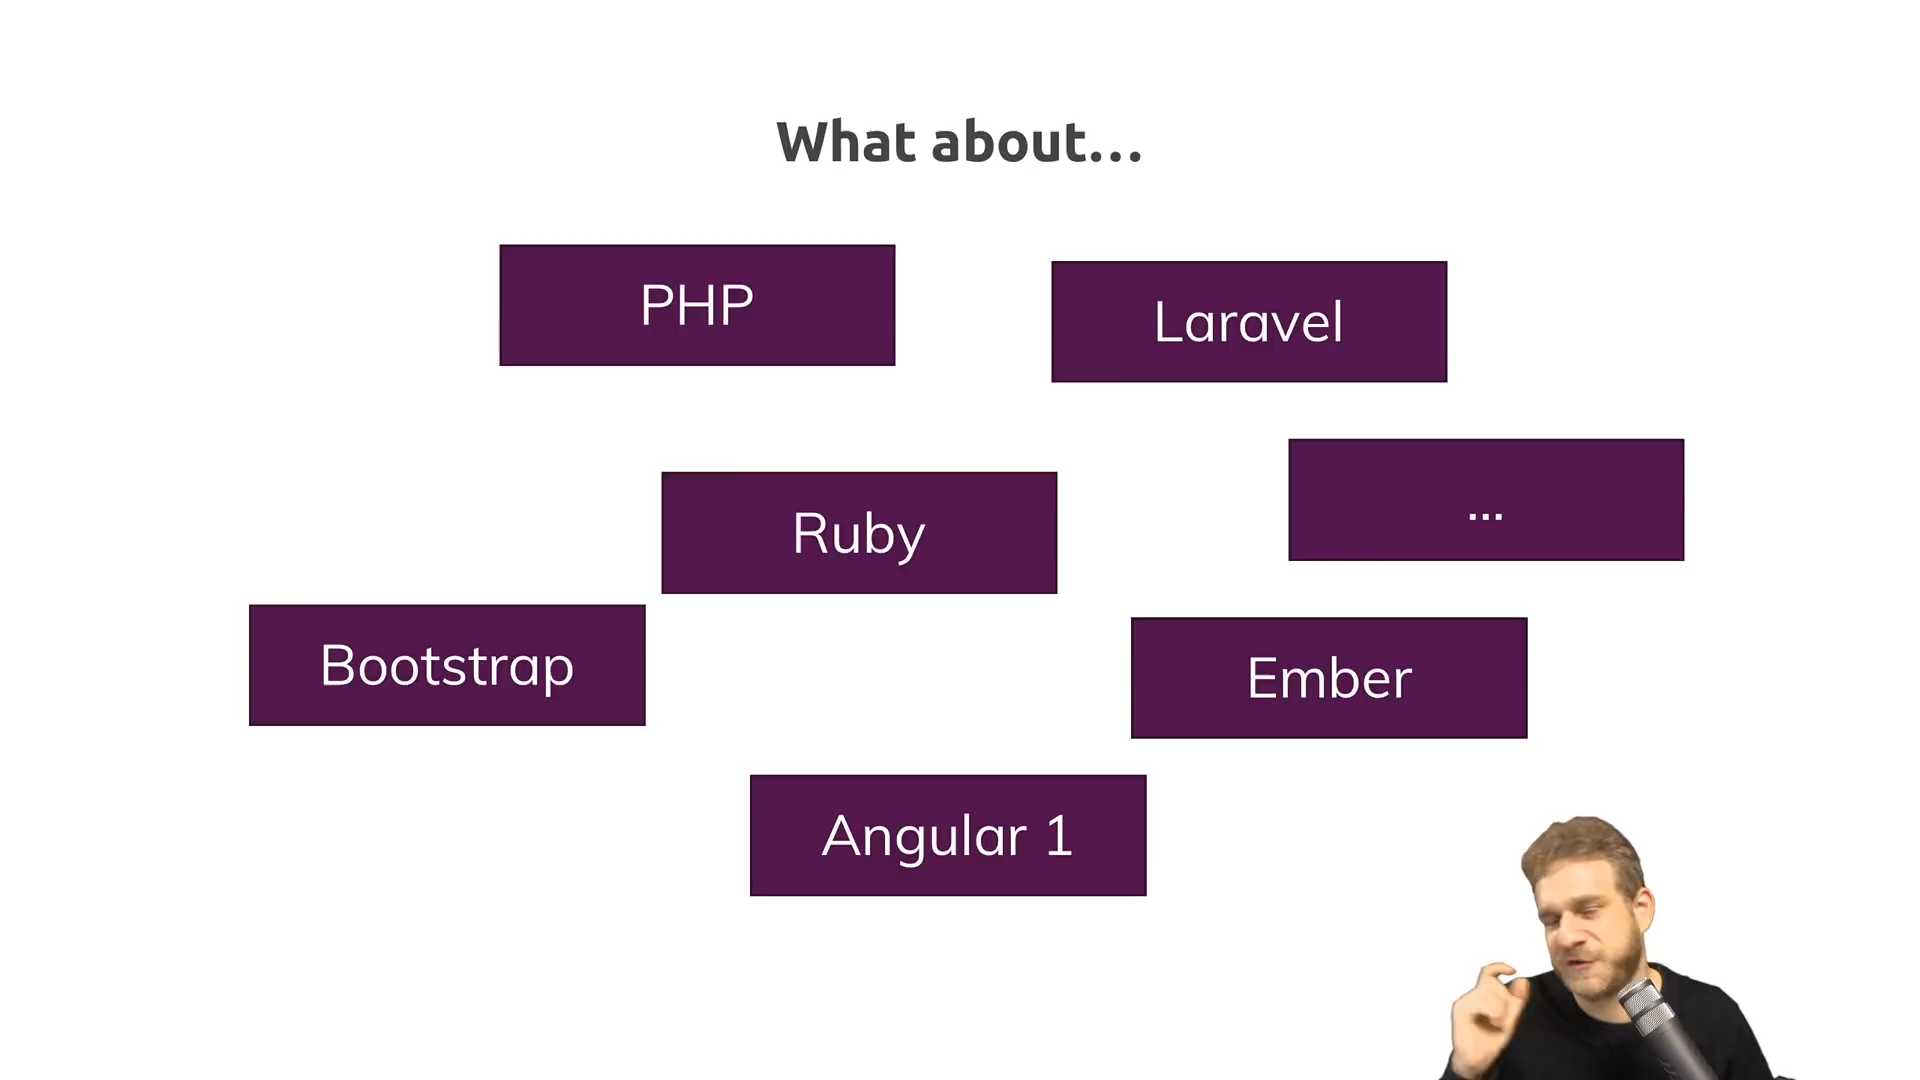 What about...
PHP
Laravel
...
Ruby
Bootstrap
Ember
Angular 1